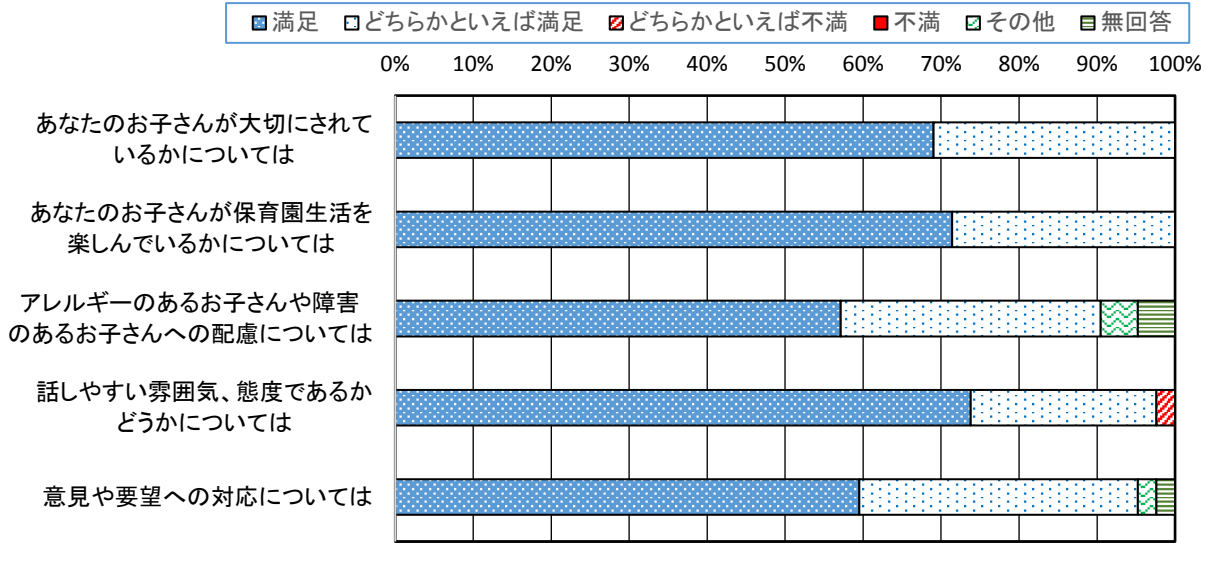 満足 どちらかといえば満足 どちらかといえば不満 不満 その他 無回答
0% 10% 20% 30% 40% 50% 60% 70% 80% 90% 100%
あなたのお子さんが大切にされて
いるかについては
あなたのお子さんが保育園生活を
楽しんでいるかについては
アレルギーのあるお子さんや障害
のあるお子さんへの配慮については
話しやすい雰囲気、態度であるか
どうかについては
意見や要望への対応については